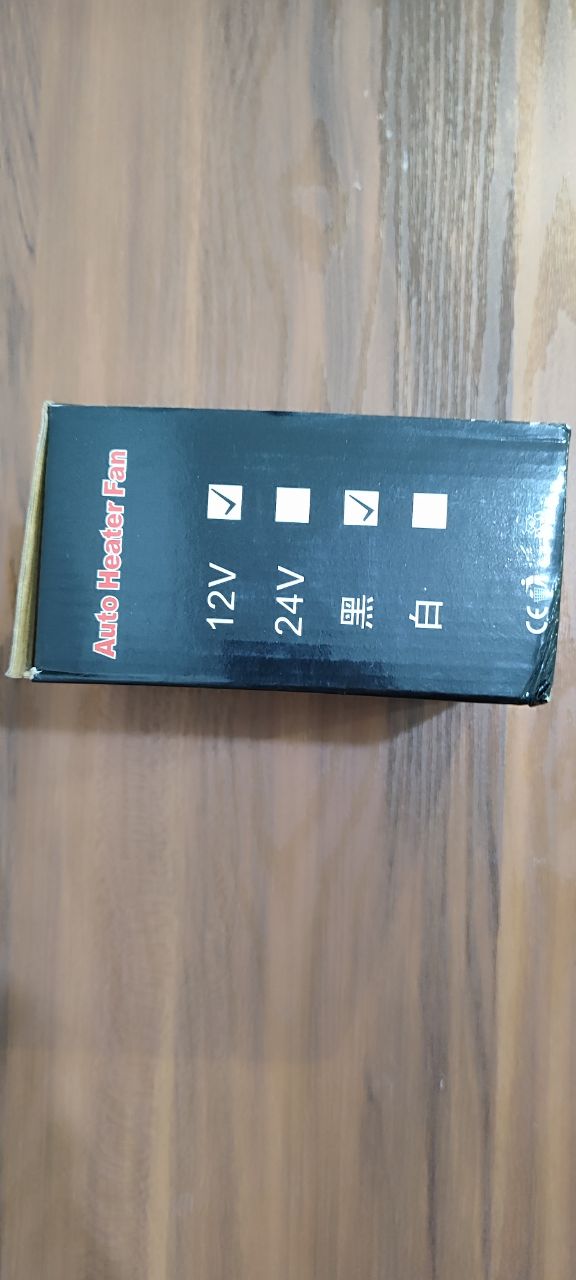 Auto Heater Fan
12V
24V
黑
白
CE